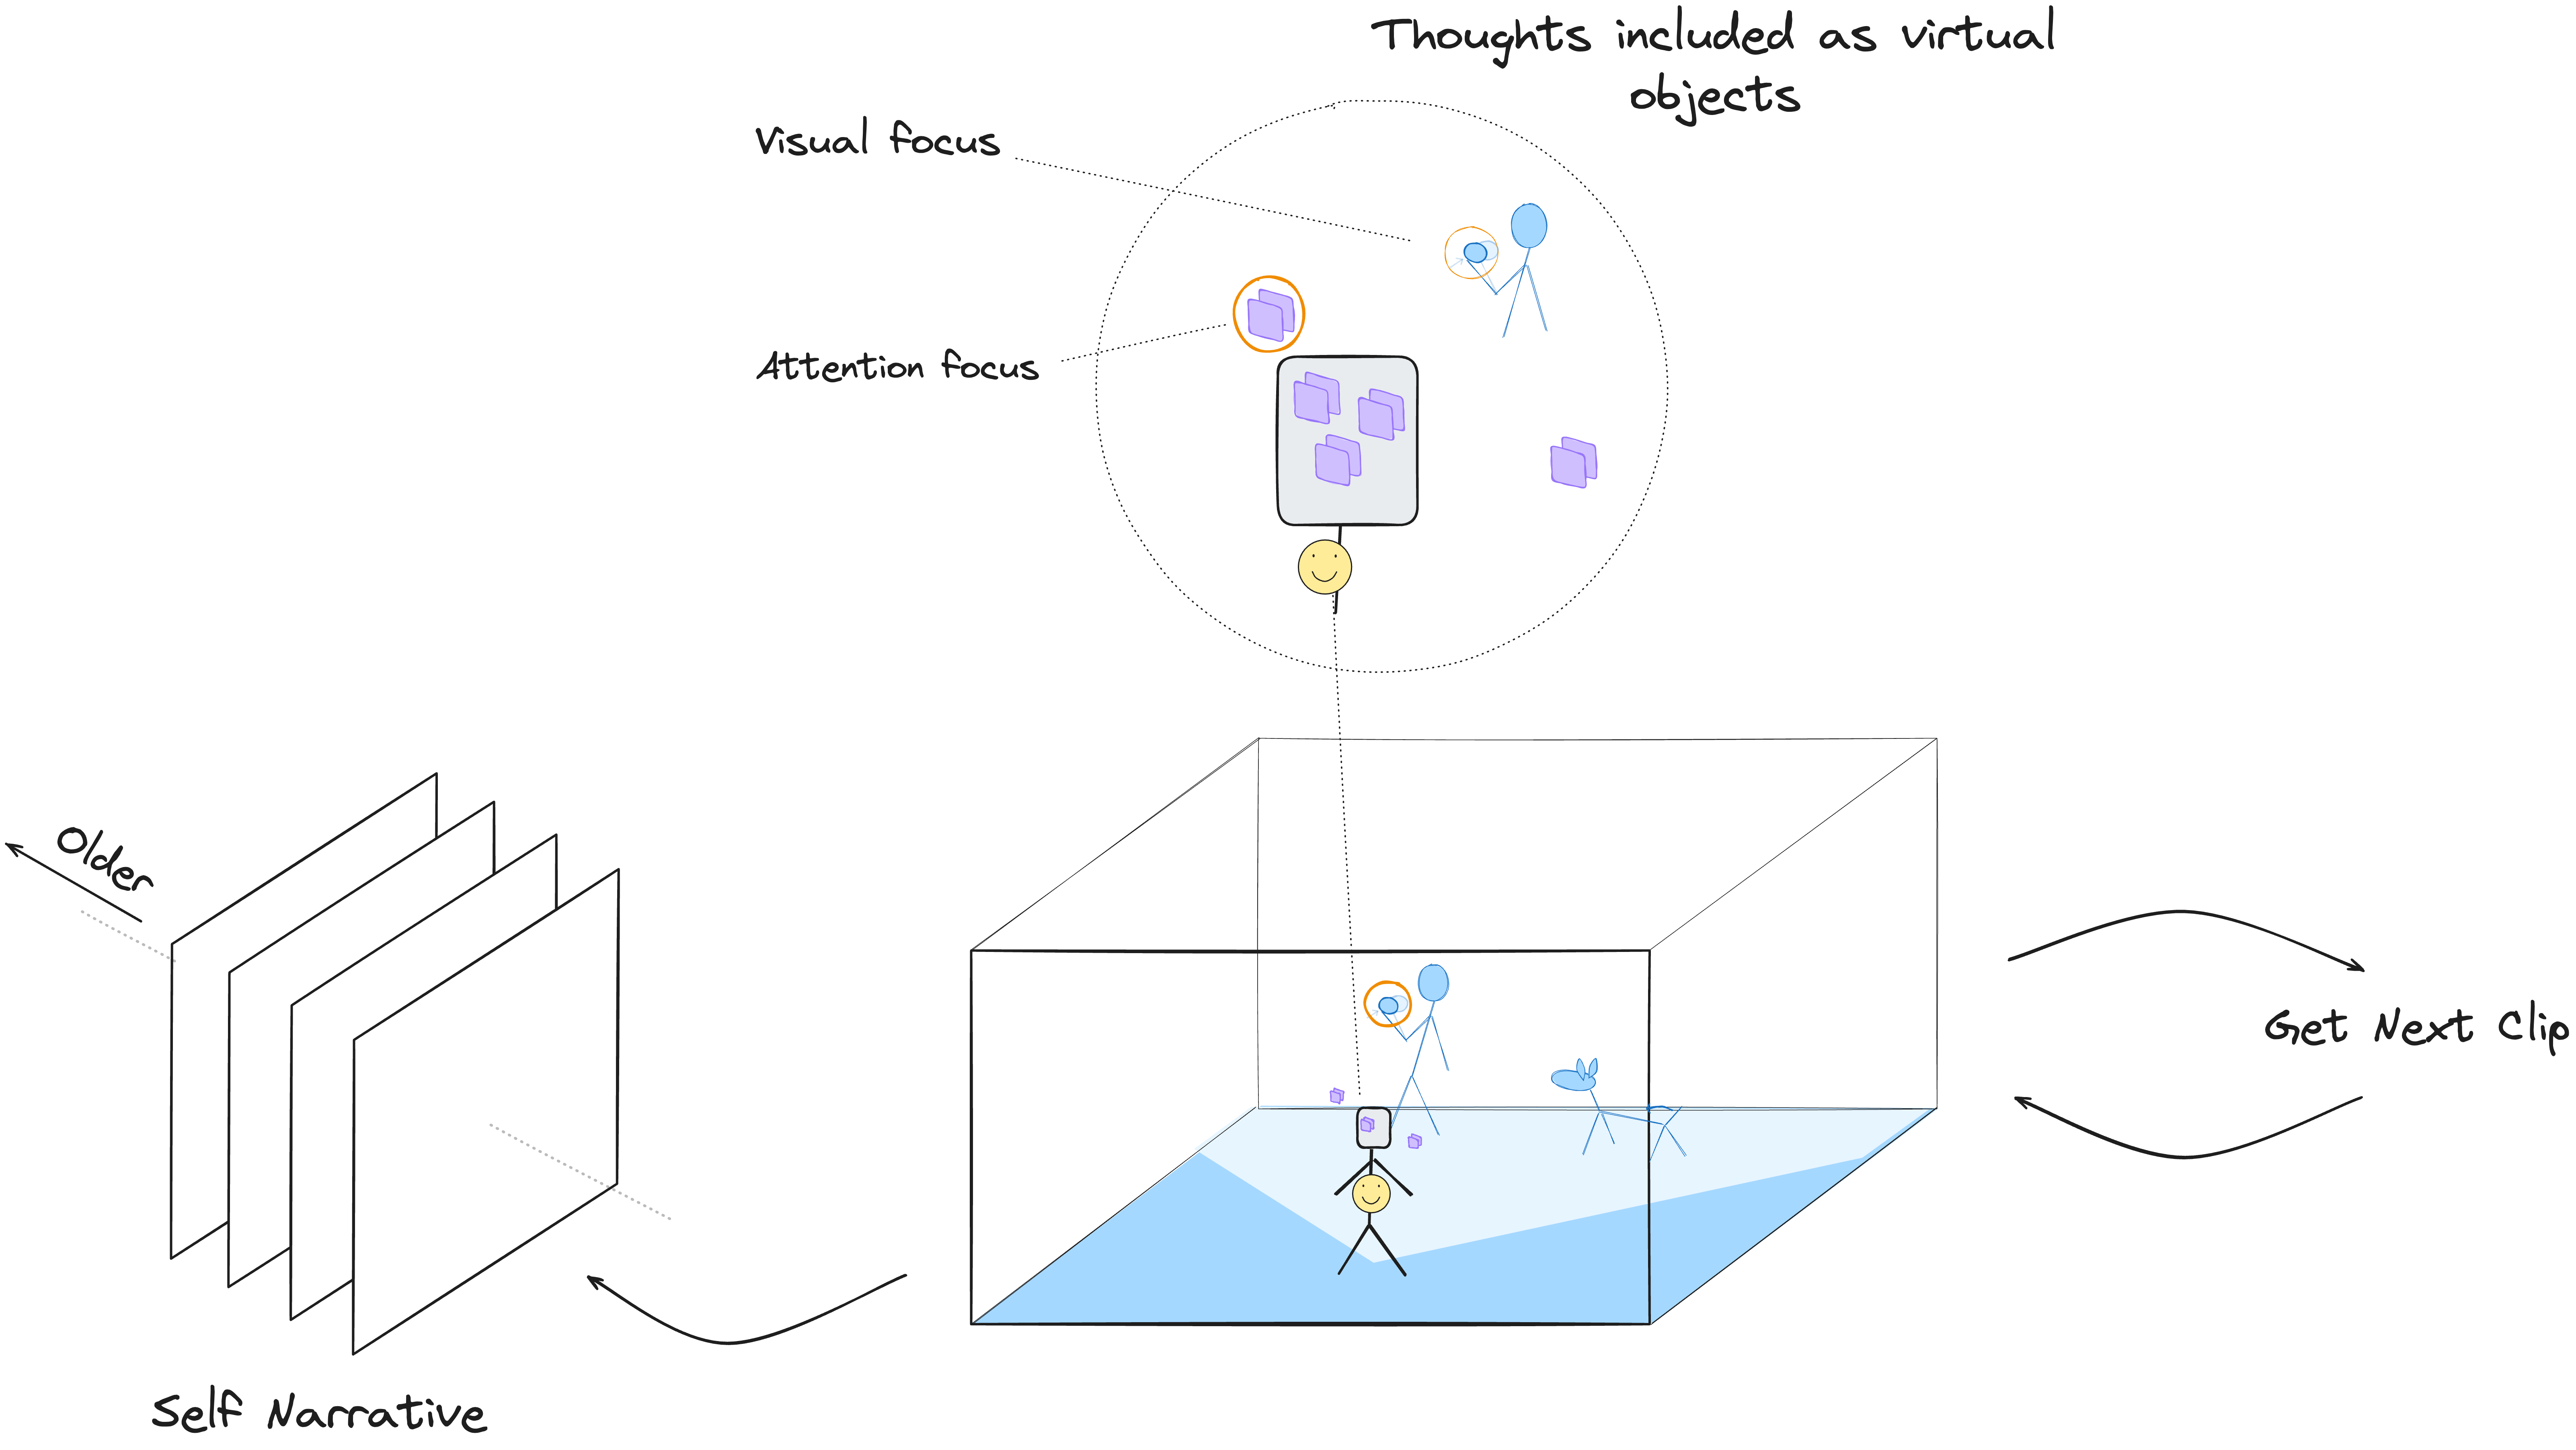 Thoughts included as virtual
objects
Visual focus
Attention focus
Older
Get Next Clip
Self Narrative